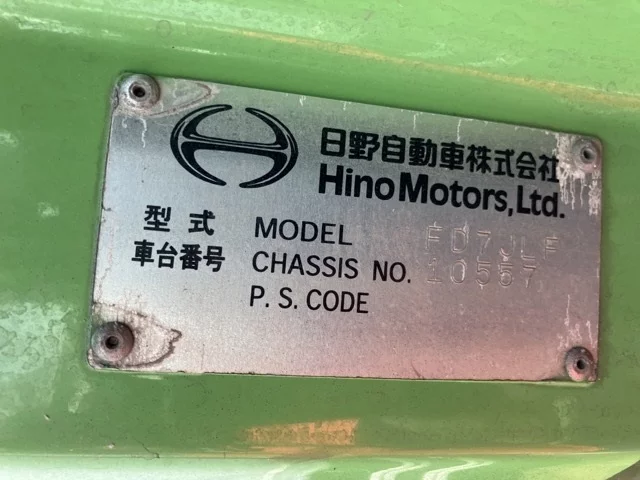 日野自動車株式会社
Hino Motors, Ltd.
型式 MODEL FD7JLE
車台番号 CHASSIS NO. 10557
P.S. CODE